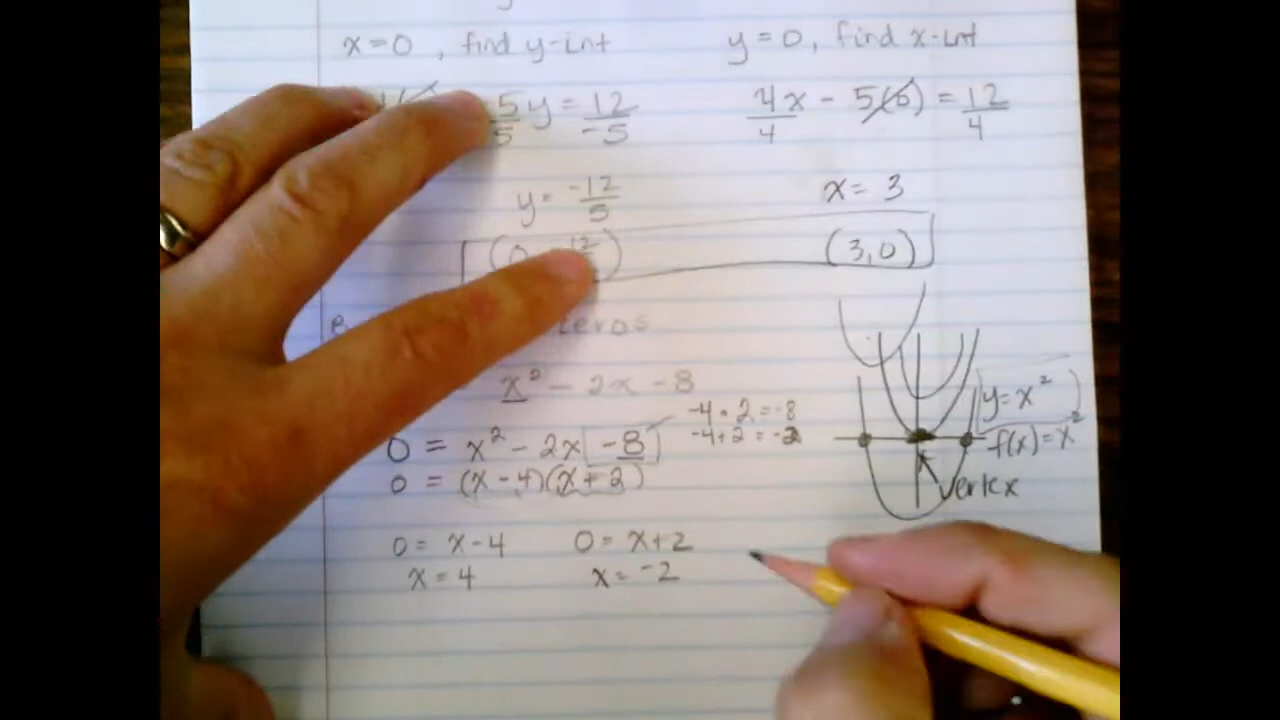 x=0 , find y-int
y=0, find x-int
5y = 12
5 -5
4x - 5(0) = 12
4 4
y = -12
5
x = 3
(0 12 )
(3,0)
zeros
x² - 2x - 8
-4 · 2 = -8
-4 + 2 = -2
0 = x² - 2x -8
0 = (x - 4)(x + 2)
0 = x - 4
0 = x + 2
x = 4
x = -2
y = x²
f(x) = x²
vertex